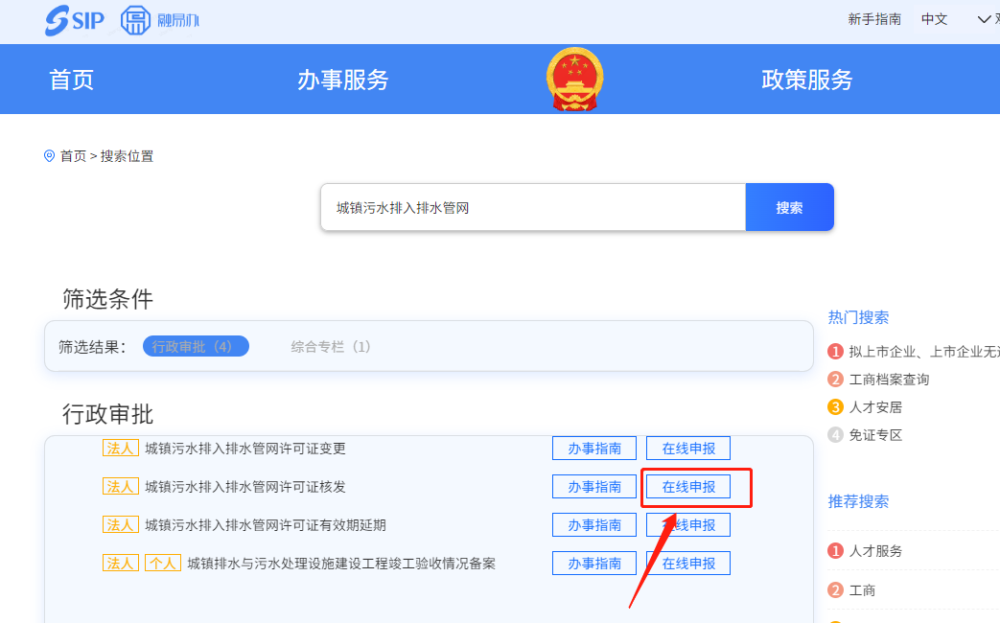 SIP 融易办 新手指南 中文
首页 办事服务 政策服务
首页 > 搜索位置
城镇污水排入排水管网 搜索
筛选条件
筛选结果： 行政审批（4） 综合专栏（1）
行政审批
法人 城镇污水排入排水管网许可证变更 办事指南 在线申报
法人 城镇污水排入排水管网许可证核发 办事指南 在线申报
法人 城镇污水排入排水管网许可证有效期延期 办事指南 在线申报
法人 个人 城镇排水与污水处理设施建设工程竣工验收情况备案 办事指南 在线申报
热门搜索
1 拟上市企业、上市企业无
2 工商档案查询
3 人才安居
4 免证专区
推荐搜索
1 人才服务
2 工商